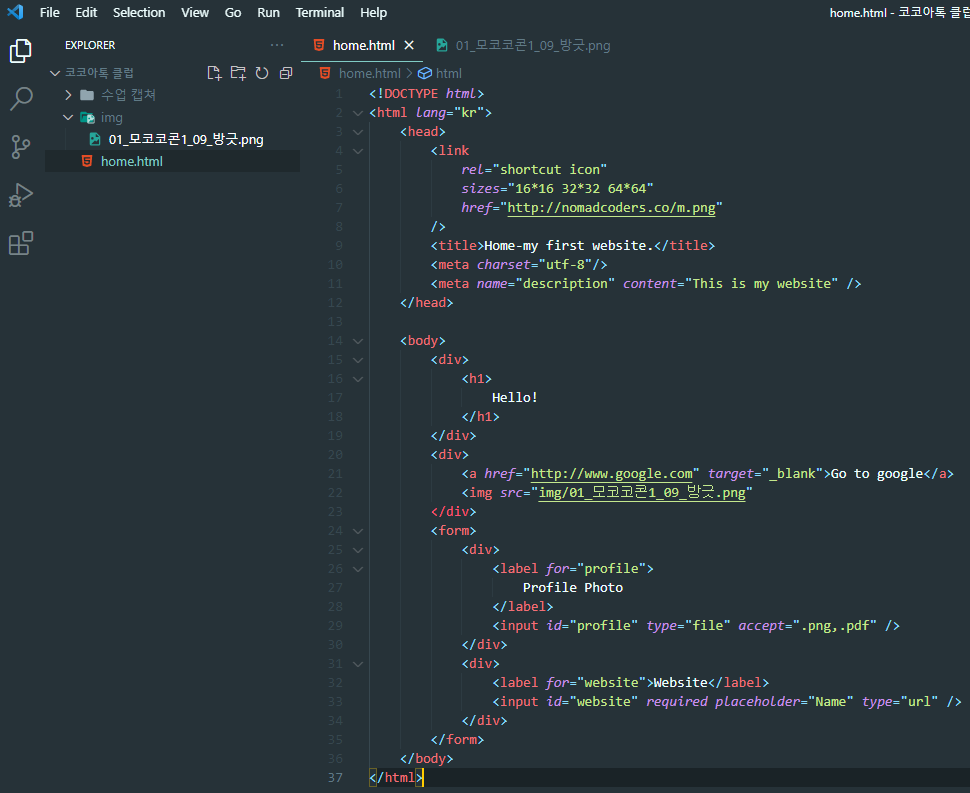 File Edit Selection View Go Run Terminal Help home.html - 코코아톡 클럽
EXPLORER ···
코코아톡 클럽
수업 캡쳐
img
01_모코코콘1_09_방긋.png
home.html
home.html 01_모코코콘1_09_방긋.png
home.html > html
1 <!DOCTYPE html>
2 <html lang="kr">
3 <head>
4 <link
5 rel="shortcut icon"
6 sizes="16*16 32*32 64*64"
7 href="http://nomadcoders.co/m.png"
8 />
9 <title>Home-my first website.</title>
10 <meta charset="utf-8"/>
11 <meta name="description" content="This is my website" />
12 </head>
13
14 <body>
15 <div>
16 <h1>
17 Hello!
18 </h1>
19 </div>
20 <div>
21 <a href="http://www.google.com" target="_blank">Go to google</a>
22 <img src="img/01_모코코콘1_09_방긋.png"
23 </div>
24 <form>
25 <div>
26 <label for="profile">
27 Profile Photo
28 </label>
29 <input id="profile" type="file" accept=".png,.pdf" />
30 </div>
31 <div>
32 <label for="website">Website</label>
33 <input id="website" required placeholder="Name" type="url" />
34 </div>
35 </form>
36 </body>
37 </html>